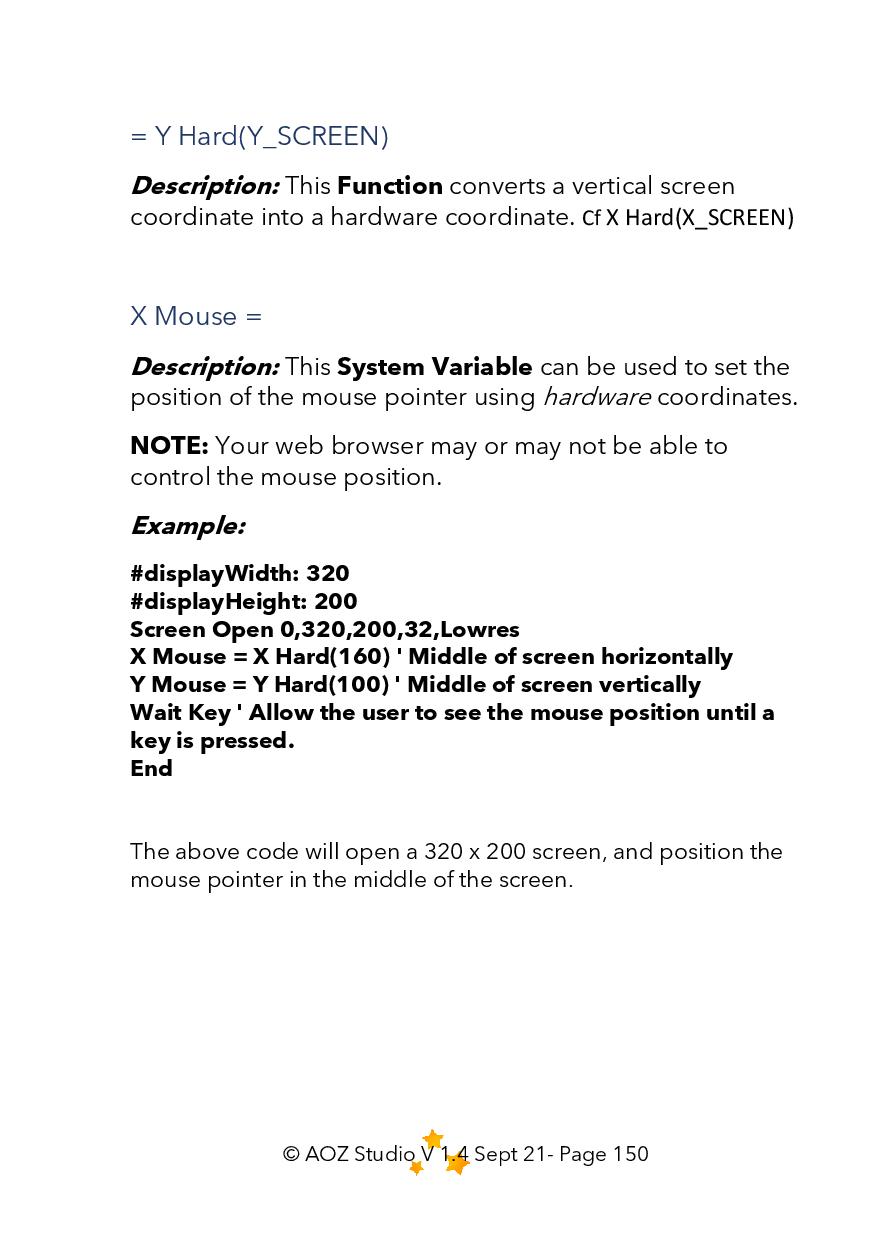 = Y Hard(Y_SCREEN)
Description: This Function converts a vertical screen
coordinate into a hardware coordinate. Cf X Hard(X_SCREEN)
X Mouse =
Description: This System Variable can be used to set the
position of the mouse pointer using hardware coordinates.
NOTE: Your web browser may or may not be able to
control the mouse position.
Example:
#displayWidth: 320
#displayHeight: 200
Screen Open 0,320,200,32,Lowres
X Mouse = X Hard(160) ' Middle of screen horizontally
Y Mouse = Y Hard(100) ' Middle of screen vertically
Wait Key ' Allow the user to see the mouse position until a
key is pressed.
End
The above code will open a 320 x 200 screen, and position the
mouse pointer in the middle of the screen.
© AOZ Studio V 1.4 Sept 21- Page 150